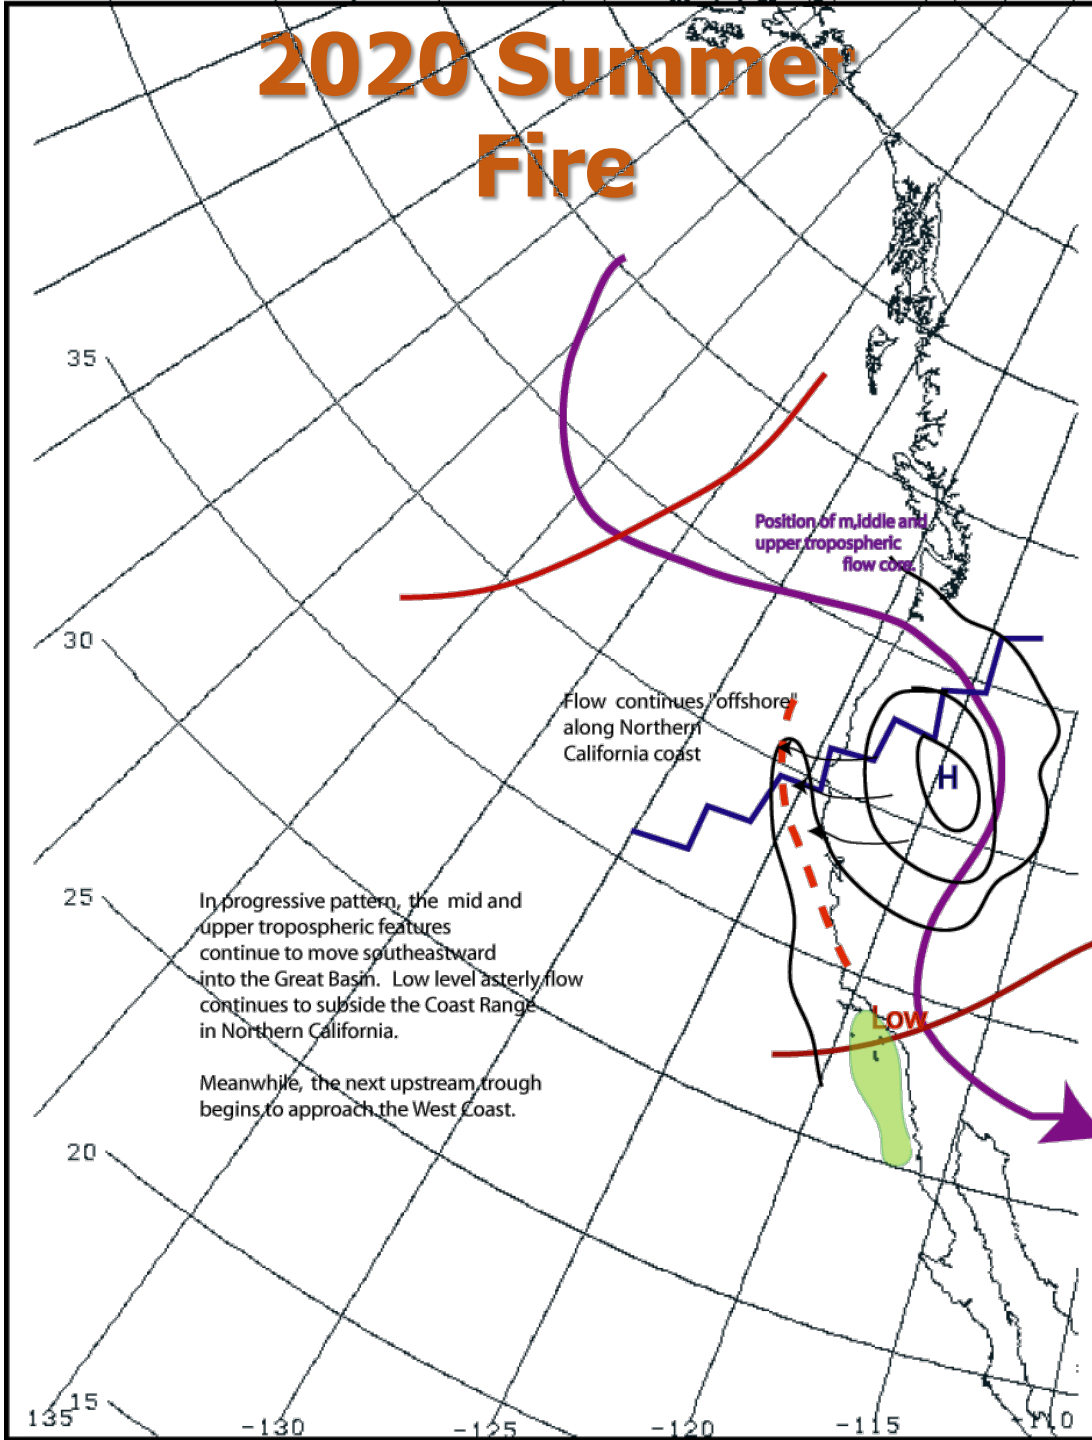 2020 Summer
Fire
35
Position of m,iddle and
upper tropospheric
flow core.
30
Flow continues "offshore"
along Northern
California coast
H
25
In progressive pattern, the mid and
upper tropospheric features
continue to move southeastward
into the Great Basin. Low level asterly flow
continues to subside the Coast Range
in Northern California.
Low
Meanwhile, the next upstream trough
begins to approach the West Coast.
20
15
135 -130 -125 -120 -115 -110